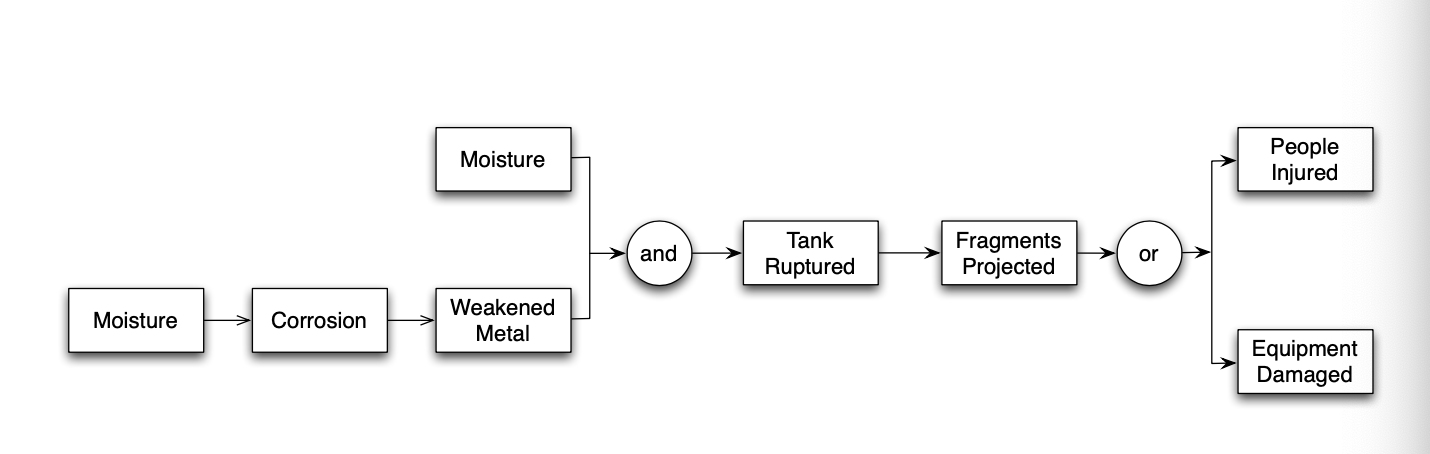 Moisture
People
Injured
Tank
Ruptured
Fragments
Projected
and
or
Moisture
Corrosion
Weakened
Metal
Equipment
Damaged